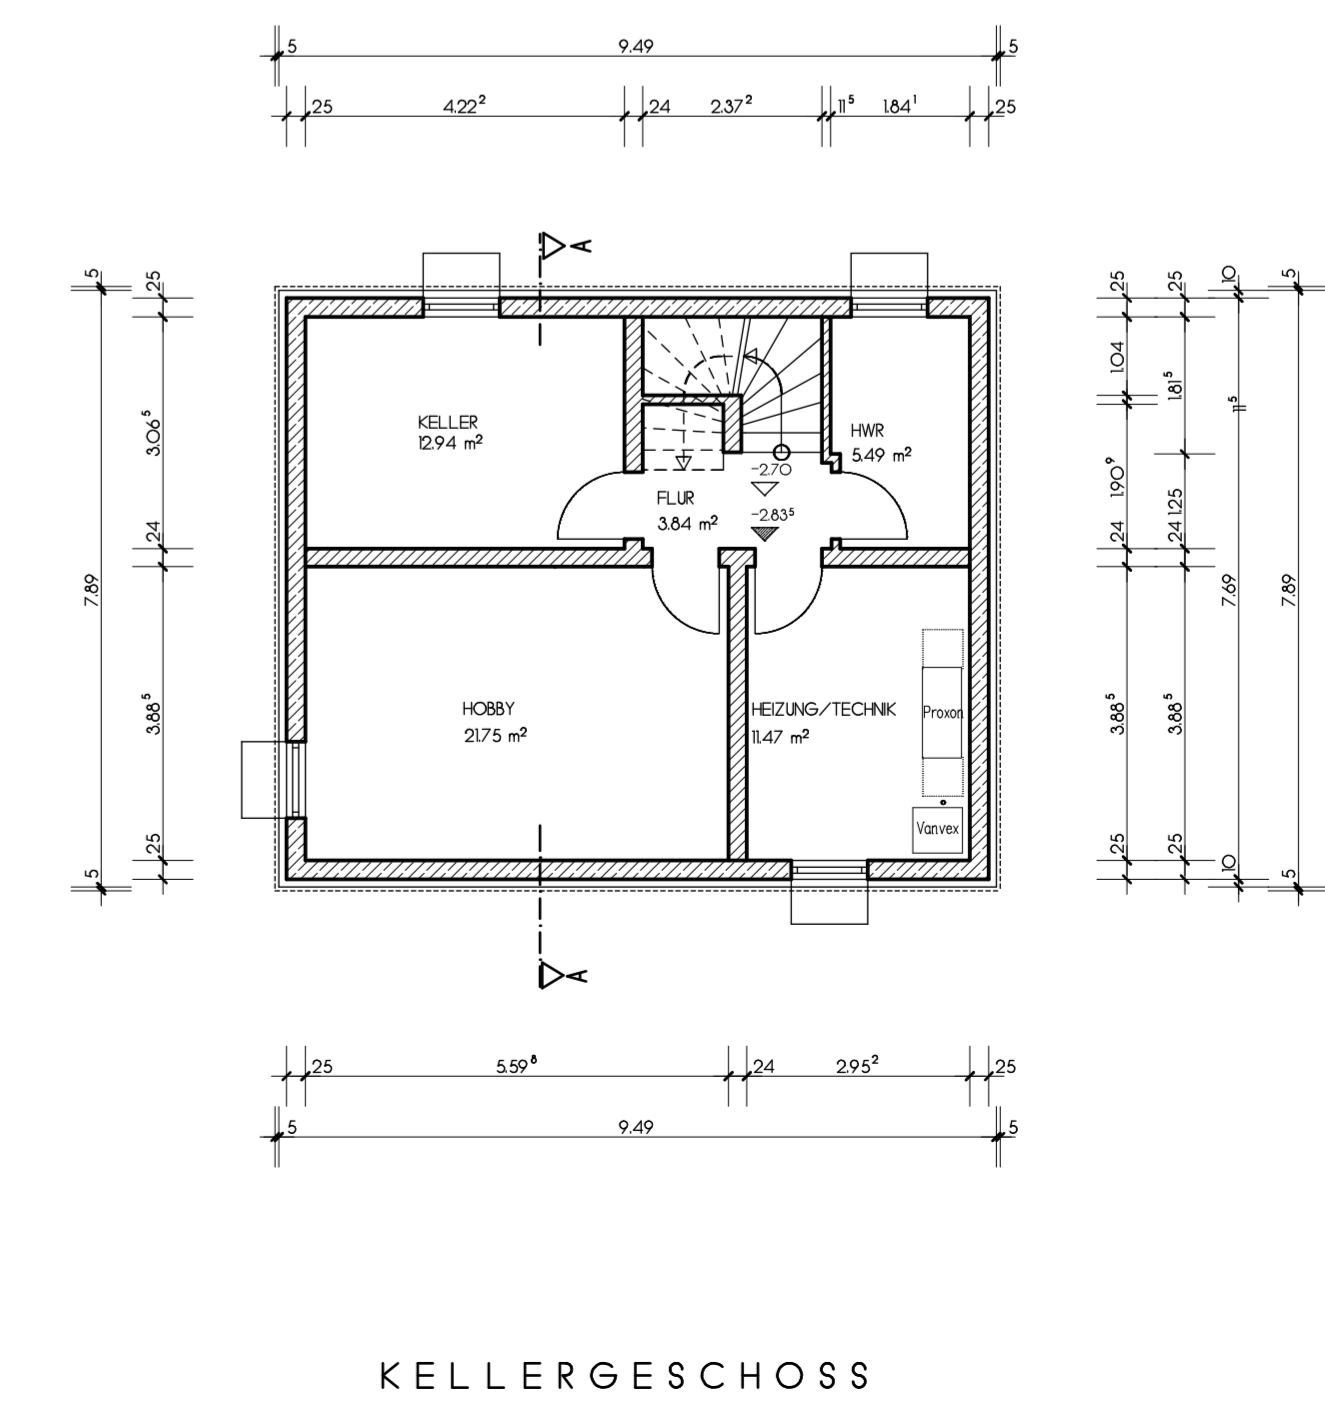 5 9.49 5
25 4.22² 24 2.37² 11⁵ 1.84¹ 25
A
5 25 25 25 10 5
1.04
1.81⁵
11⁵
3.06⁵
KELLER
12.94 m²
HWR
5.49 m²
-2.70
1.90⁹
FLUR
3.84 m²
-2.83⁵
1.25
24 24 24
7.89 7.69 7.89
3.88⁵ 3.88⁵ 3.88⁵
HOBBY
21.75 m²
HEIZUNG/TECHNIK
11.47 m²
Proxon
Vanvex
25 25 25
5 10 5
A
25 5.59⁸ 24 2.95² 25
5 9.49 5
KELLERGESCHOSS